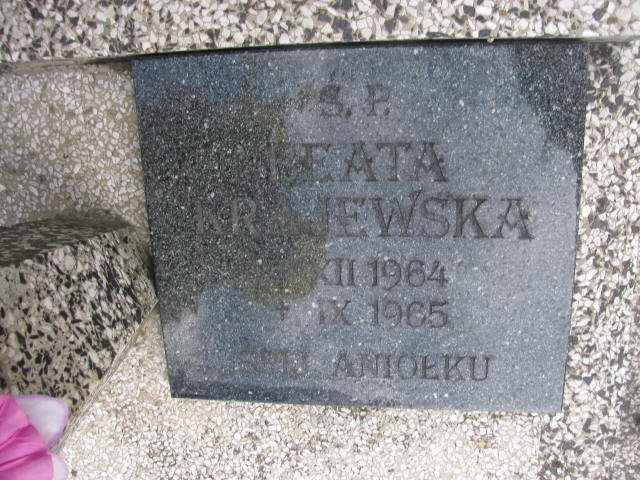 Ś. P.
BEATA
KRAJEWSKA
XII 1964
+ IX 1965
ŚPIJ ANIOŁKU